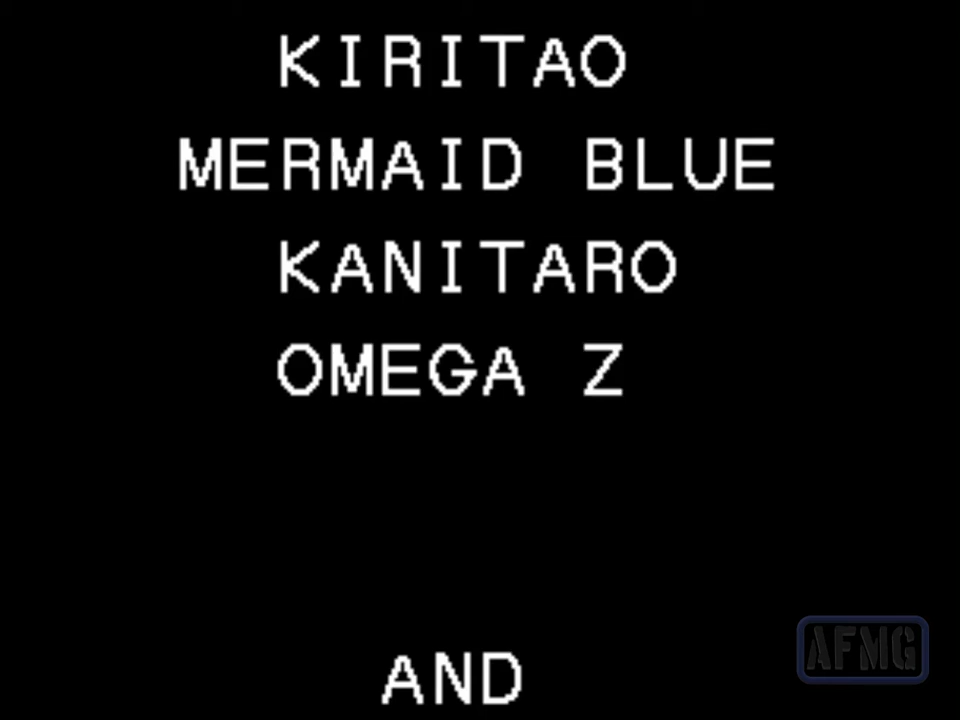 KIRITAO
MERMAID BLUE
KANITARO
OMEGA Z
AND
AFMG